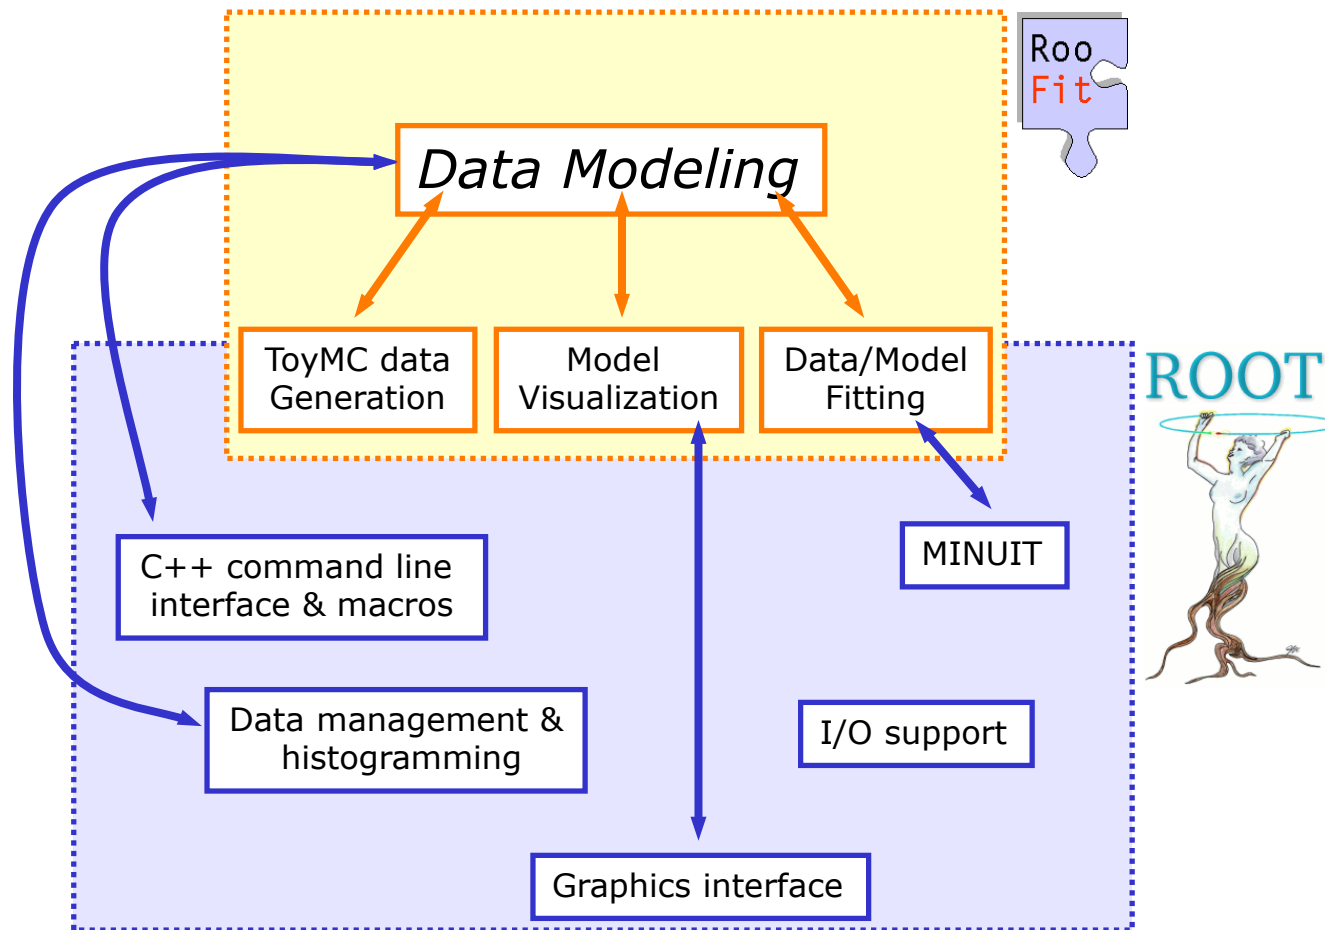 Roo
Fit
Data Modeling
ToyMC data
Generation
Model
Visualization
Data/Model
Fitting
ROOT
C++ command line
interface & macros
MINUIT
Data management &
histogramming
I/O support
Graphics interface